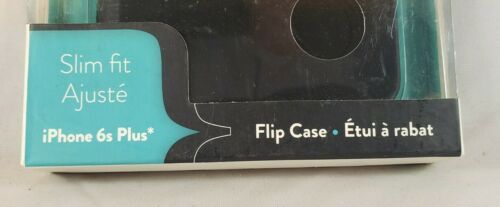 Slim fit
Ajusté
iPhone 6s Plus*
Flip Case • Étui à rabat